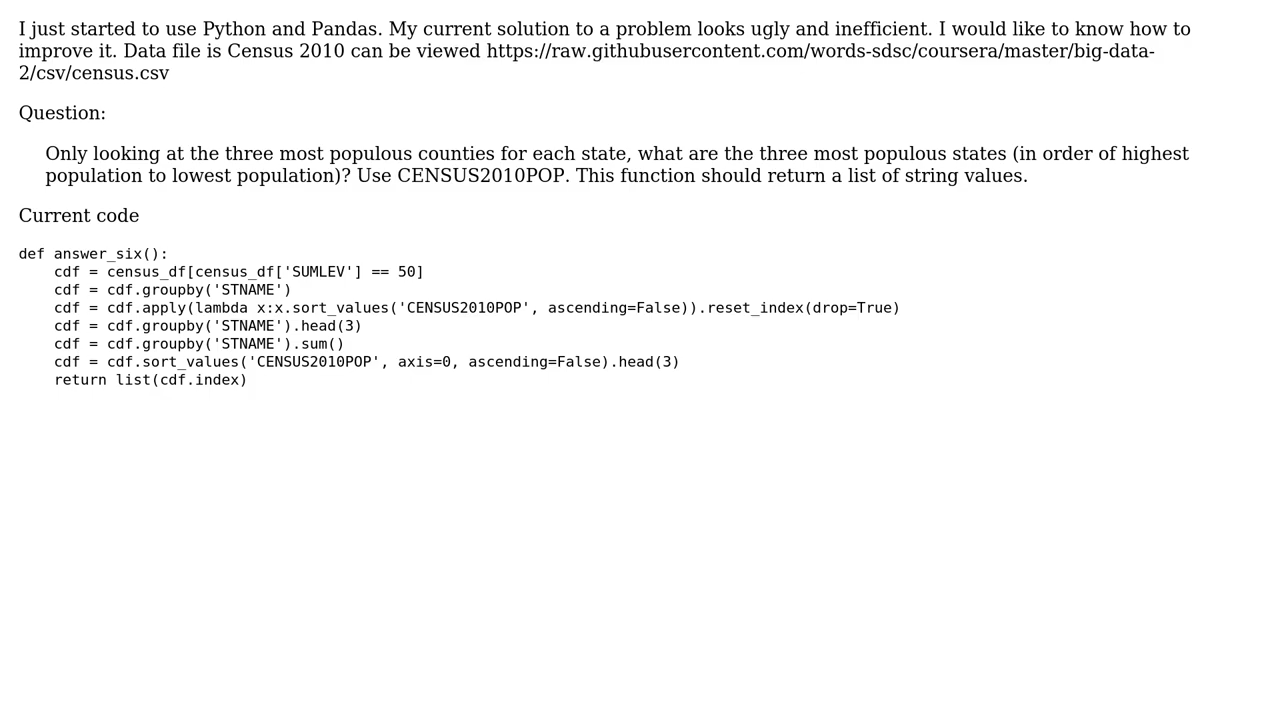 I just started to use Python and Pandas. My current solution to a problem looks ugly and inefficient. I would like to know how to
improve it. Data file is Census 2010 can be viewed https://raw.githubusercontent.com/words-sdsc/coursera/master/big-data-
2/csv/census.csv
Question:
Only looking at the three most populous counties for each state, what are the three most populous states (in order of highest
population to lowest population)? Use CENSUS2010POP. This function should return a list of string values.
Current code
def answer_six():
    cdf = census_df[census_df['SUMLEV'] == 50]
    cdf = cdf.groupby('STNAME')
    cdf = cdf.apply(lambda x:x.sort_values('CENSUS2010POP', ascending=False)).reset_index(drop=True)
    cdf = cdf.groupby('STNAME').head(3)
    cdf = cdf.groupby('STNAME').sum()
    cdf = cdf.sort_values('CENSUS2010POP', axis=0, ascending=False).head(3)
    return list(cdf.index)